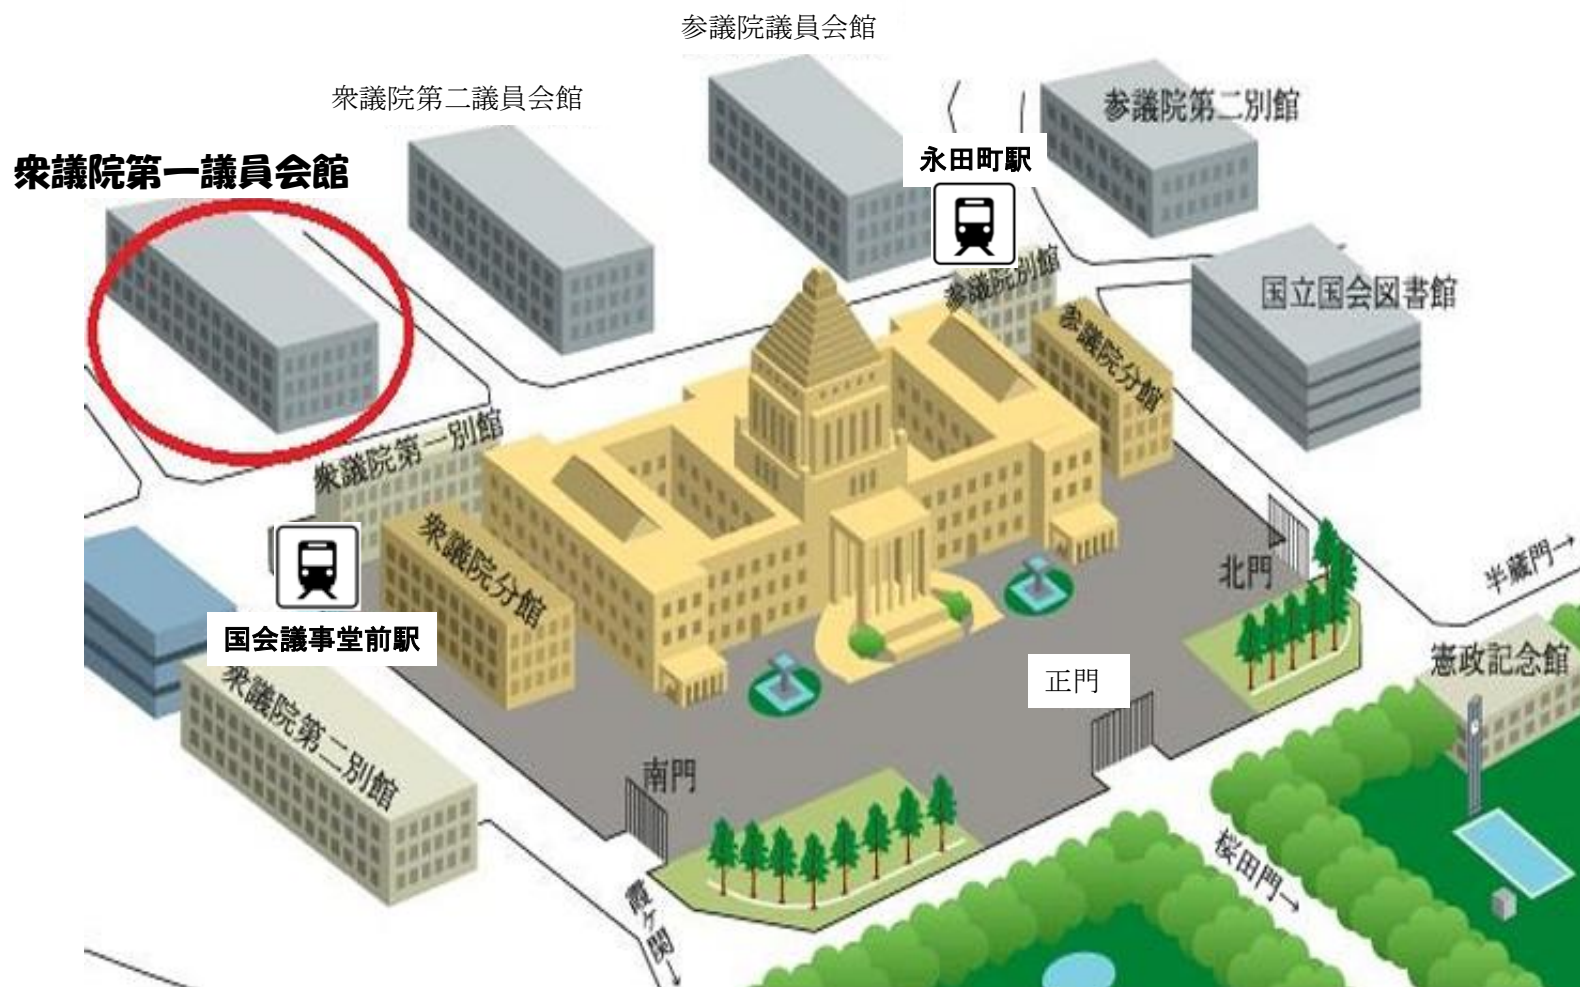 参議院議員会館
衆議院第二議員会館
参議院第二別館
永田町駅
衆議院第一議員会館
参議院別館
国立国会図書館
参議院分館
衆議院第一別館
衆議院分館
北門
半蔵門→
国会議事堂前駅
正門
憲政記念館
衆議院第二別館
南門
桜田門→
霞ヶ関→